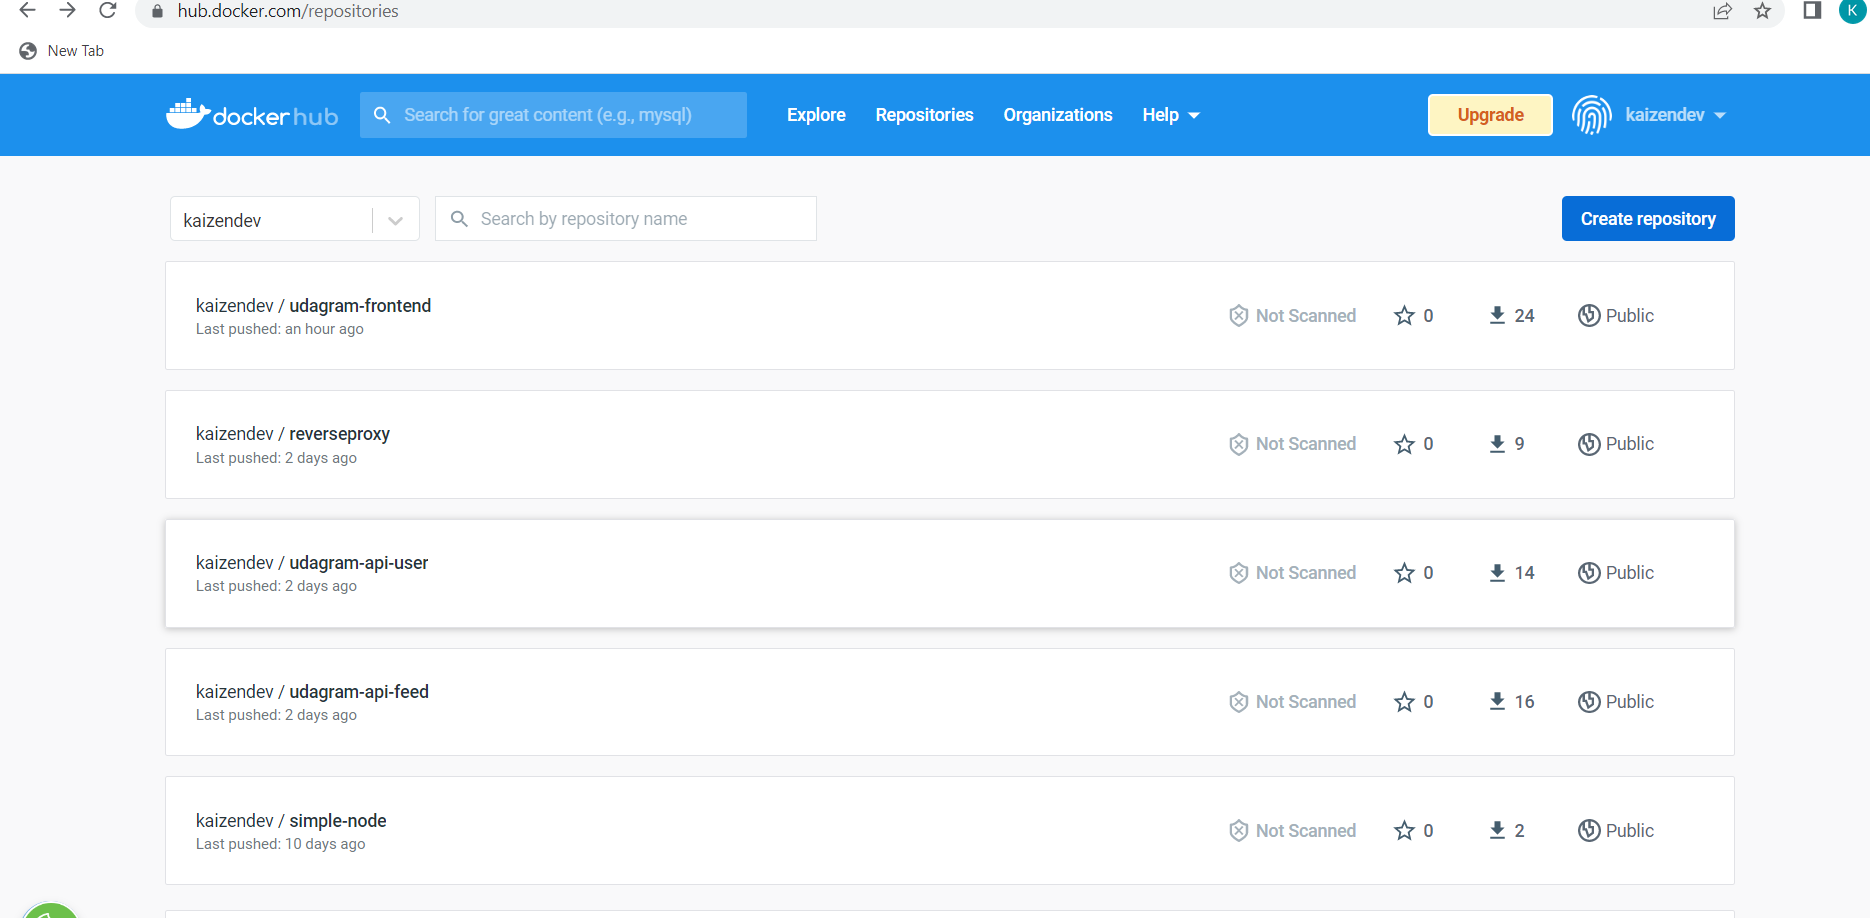 hub.docker.com/repositories
K
New Tab
dockerhub
Search for great content (e.g., mysql)
Explore
Repositories
Organizations
Help
Upgrade
kaizendev
kaizendev
Search by repository name
Create repository
kaizendev / udagram-frontend
Last pushed: an hour ago
Not Scanned
0
24
Public
kaizendev / reverseproxy
Last pushed: 2 days ago
Not Scanned
0
9
Public
kaizendev / udagram-api-user
Last pushed: 2 days ago
Not Scanned
0
14
Public
kaizendev / udagram-api-feed
Last pushed: 2 days ago
Not Scanned
0
16
Public
kaizendev / simple-node
Last pushed: 10 days ago
Not Scanned
0
2
Public